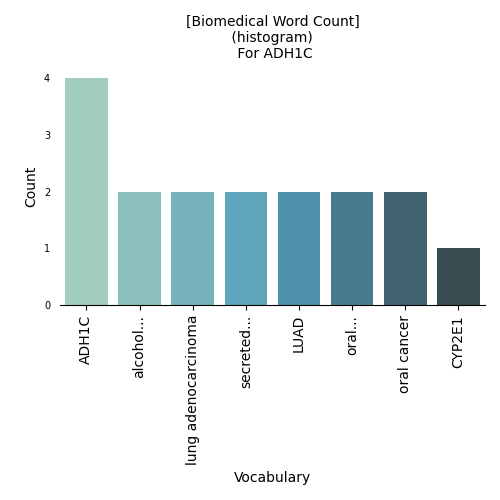 [Biomedical Word Count]
(histogram)
For ADH1C
4
3
2
1
0
Count
ADH1C
alcohol...
lung adenocarcinoma
secreted...
LUAD
oral...
oral cancer
CYP2E1
Vocabulary